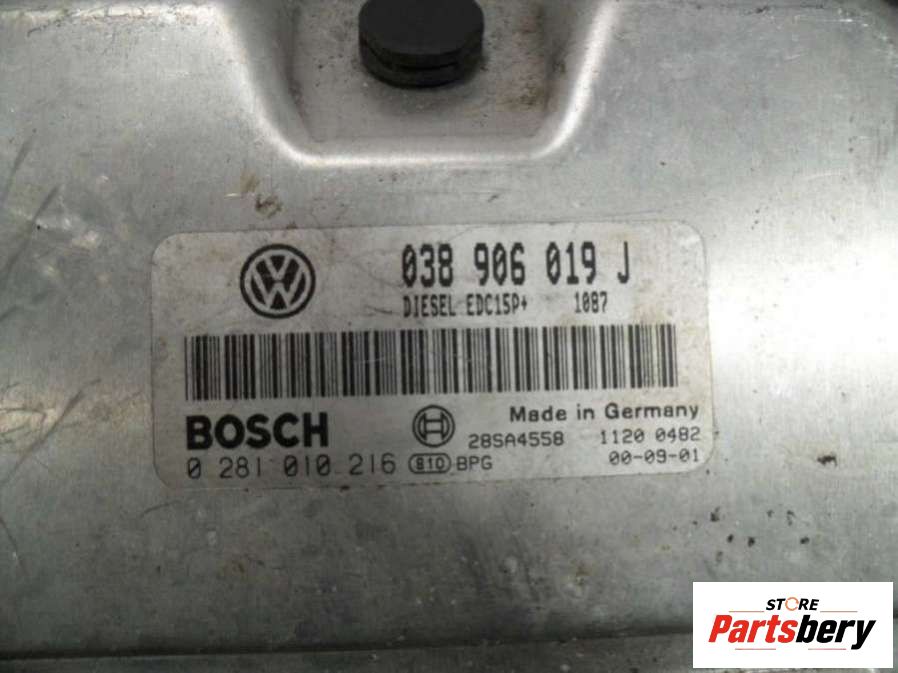 038 906 019 J
DIESEL EDC15P+ 1087
BOSCH
Made in Germany
28SA4558 1120 0482
0 281 010 216 810 BPG 00-09-01
STORE
Partsbery